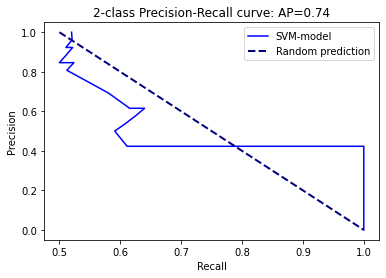 2-class Precision-Recall curve: AP=0.74
SVM-model
Random prediction
Precision
1.0
0.8
0.6
0.4
0.2
0.0
0.5 0.6 0.7 0.8 0.9 1.0
Recall